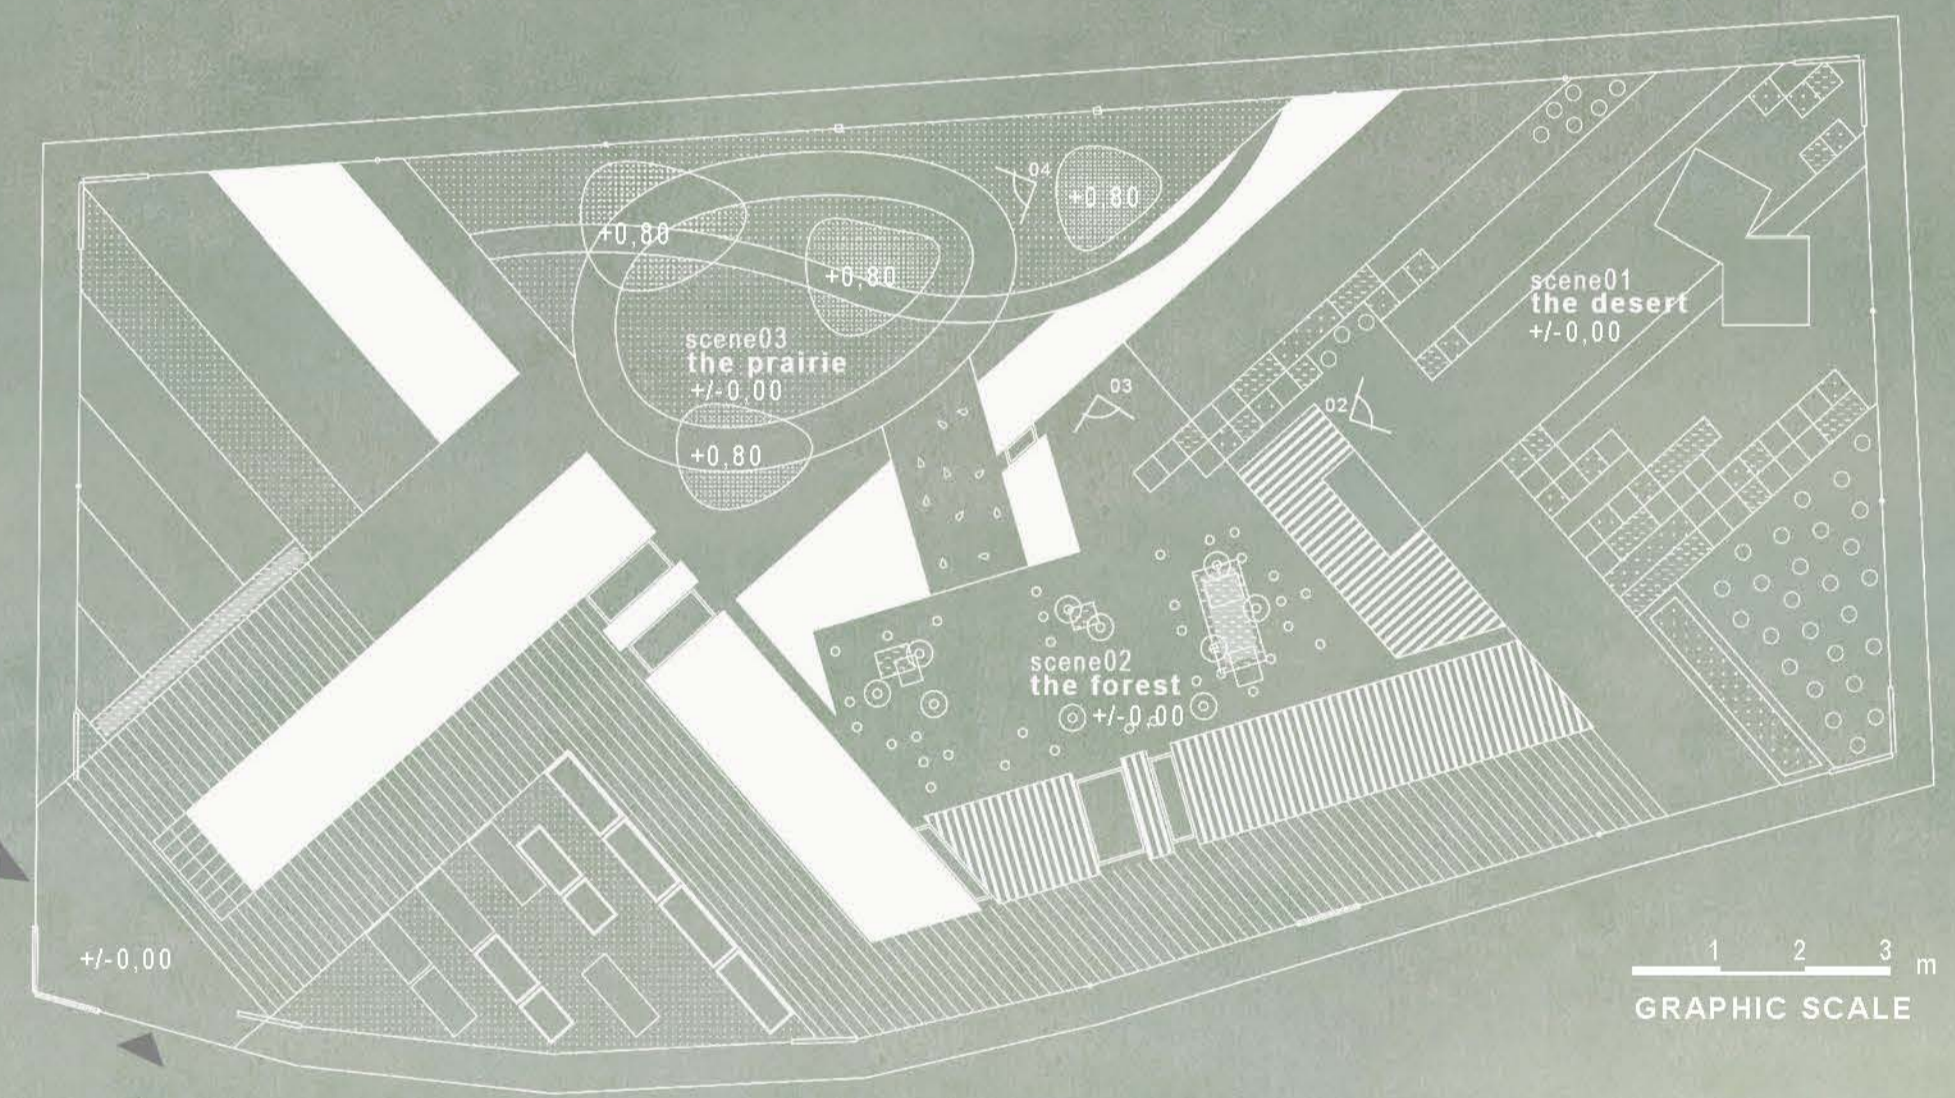 04
+0 80
+0,80
+0,80
scene01
the desert
+/-0,00
scene03
the prairie
+/-0,00
03
02
+0,80
scene02
the forest
+/-0,00
+/-0,00
1 2 3 m
GRAPHIC SCALE